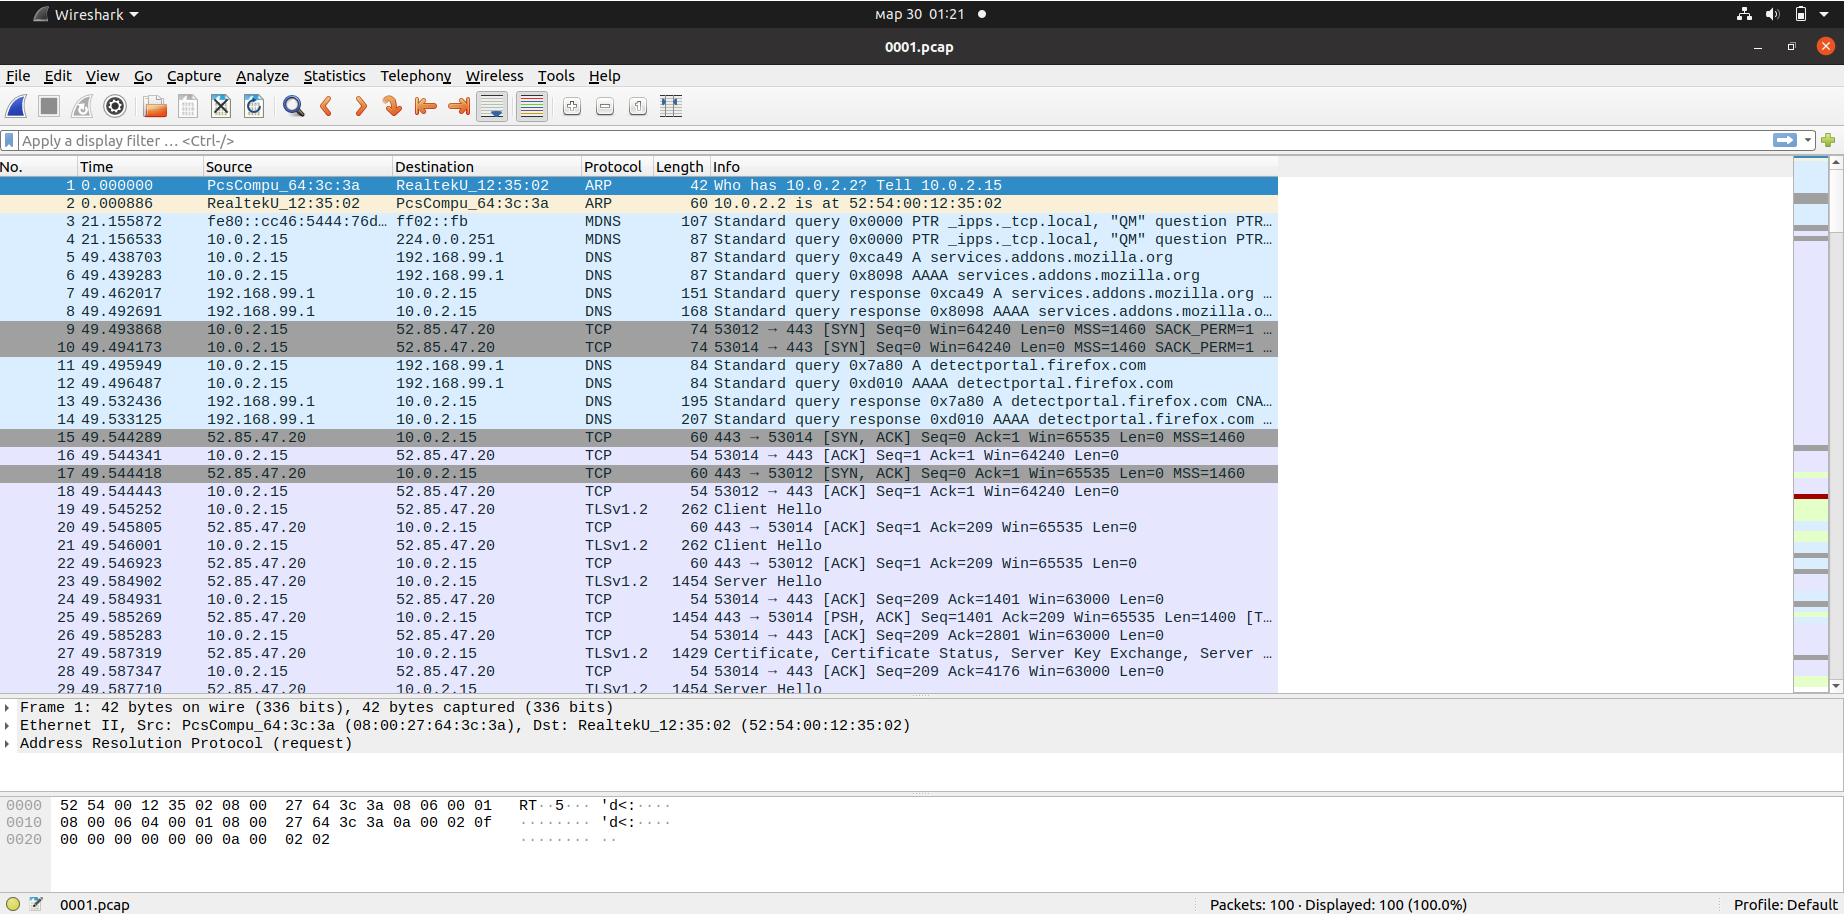 Wireshark
мар 30 01:21
0001.pcap
File Edit View Go Capture Analyze Statistics Telephony Wireless Tools Help
Apply a display filter … <Ctrl-/>
No. Time Source Destination Protocol Length Info
1 0.000000 PcsCompu_64:3c:3a RealtekU_12:35:02 ARP 42 Who has 10.0.2.2? Tell 10.0.2.15
2 0.000886 RealtekU_12:35:02 PcsCompu_64:3c:3a ARP 60 10.0.2.2 is at 52:54:00:12:35:02
3 21.155872 fe80::cc46:5444:76d… ff02::fb MDNS 107 Standard query 0x0000 PTR _ipps._tcp.local, "QM" question PTR…
4 21.156533 10.0.2.15 224.0.0.251 MDNS 87 Standard query 0x0000 PTR _ipps._tcp.local, "QM" question PTR…
5 49.438703 10.0.2.15 192.168.99.1 DNS 87 Standard query 0xca49 A services.addons.mozilla.org
6 49.439283 10.0.2.15 192.168.99.1 DNS 87 Standard query 0x8098 AAAA services.addons.mozilla.org
7 49.462017 192.168.99.1 10.0.2.15 DNS 151 Standard query response 0xca49 A services.addons.mozilla.org …
8 49.492691 192.168.99.1 10.0.2.15 DNS 168 Standard query response 0x8098 AAAA services.addons.mozilla.o…
9 49.493868 10.0.2.15 52.85.47.20 TCP 74 53012 → 443 [SYN] Seq=0 Win=64240 Len=0 MSS=1460 SACK_PERM=1 …
10 49.494173 10.0.2.15 52.85.47.20 TCP 74 53014 → 443 [SYN] Seq=0 Win=64240 Len=0 MSS=1460 SACK_PERM=1 …
11 49.495949 10.0.2.15 192.168.99.1 DNS 84 Standard query 0x7a80 A detectportal.firefox.com
12 49.496487 10.0.2.15 192.168.99.1 DNS 84 Standard query 0xd010 AAAA detectportal.firefox.com
13 49.532436 192.168.99.1 10.0.2.15 DNS 195 Standard query response 0x7a80 A detectportal.firefox.com CNA…
14 49.533125 192.168.99.1 10.0.2.15 DNS 207 Standard query response 0xd010 AAAA detectportal.firefox.com …
15 49.544289 52.85.47.20 10.0.2.15 TCP 60 443 → 53014 [SYN, ACK] Seq=0 Ack=1 Win=65535 Len=0 MSS=1460
16 49.544341 10.0.2.15 52.85.47.20 TCP 54 53014 → 443 [ACK] Seq=1 Ack=1 Win=64240 Len=0
17 49.544418 52.85.47.20 10.0.2.15 TCP 60 443 → 53012 [SYN, ACK] Seq=0 Ack=1 Win=65535 Len=0 MSS=1460
18 49.544443 10.0.2.15 52.85.47.20 TCP 54 53012 → 443 [ACK] Seq=1 Ack=1 Win=64240 Len=0
19 49.545252 10.0.2.15 52.85.47.20 TLSv1.2 262 Client Hello
20 49.545805 52.85.47.20 10.0.2.15 TCP 60 443 → 53014 [ACK] Seq=1 Ack=209 Win=65535 Len=0
21 49.546001 10.0.2.15 52.85.47.20 TLSv1.2 262 Client Hello
22 49.546923 52.85.47.20 10.0.2.15 TCP 60 443 → 53012 [ACK] Seq=1 Ack=209 Win=65535 Len=0
23 49.584902 52.85.47.20 10.0.2.15 TLSv1.2 1454 Server Hello
24 49.584931 10.0.2.15 52.85.47.20 TCP 54 53014 → 443 [ACK] Seq=209 Ack=1401 Win=63000 Len=0
25 49.585269 52.85.47.20 10.0.2.15 TCP 1454 443 → 53014 [PSH, ACK] Seq=1401 Ack=209 Win=65535 Len=1400 [T…
26 49.585283 10.0.2.15 52.85.47.20 TCP 54 53014 → 443 [ACK] Seq=209 Ack=2801 Win=63000 Len=0
27 49.587319 52.85.47.20 10.0.2.15 TLSv1.2 1429 Certificate, Certificate Status, Server Key Exchange, Server …
28 49.587347 10.0.2.15 52.85.47.20 TCP 54 53014 → 443 [ACK] Seq=209 Ack=4176 Win=63000 Len=0
29 49.587710 52.85.47.20 10.0.2.15 TLSv1.2 1454 Server Hello
Frame 1: 42 bytes on wire (336 bits), 42 bytes captured (336 bits)
Ethernet II, Src: PcsCompu_64:3c:3a (08:00:27:64:3c:3a), Dst: RealtekU_12:35:02 (52:54:00:12:35:02)
Address Resolution Protocol (request)
0000 52 54 00 12 35 02 08 00 27 64 3c 3a 08 06 00 01 RT··5··· 'd<:····
0010 08 00 06 04 00 01 08 00 27 64 3c 3a 0a 00 02 0f ········ 'd<:····
0020 00 00 00 00 00 00 0a 00 02 02 ········ ··
0001.pcap Packets: 100 · Displayed: 100 (100.0%) Profile: Default